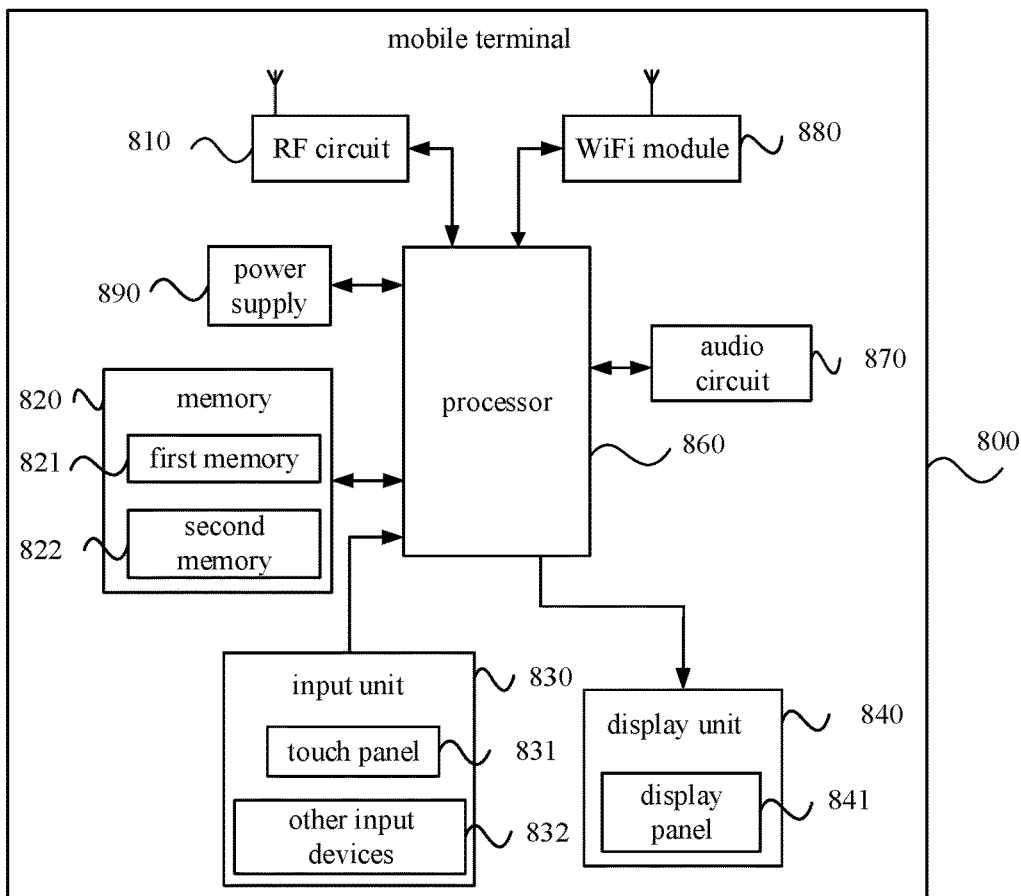 mobile terminal
810
RF circuit
WiFi module
880
890
power
supply
audio
circuit
870
processor
860
800
820
memory
821
first memory
822
second
memory
input unit
830
touch panel
831
other input
devices
832
display unit
840
display
panel
841